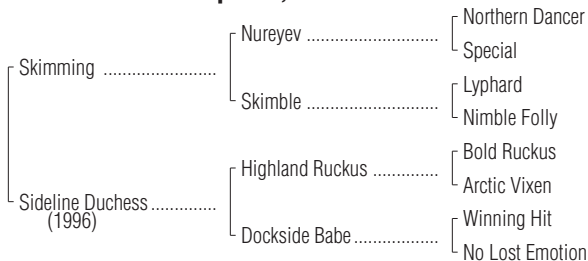 Northern Dancer
Nureyev ..................................
Special
Skimming .............................
Lyphard
Skimble ..................................
Nimble Folly
Bold Ruckus
Highland Ruckus ................
Arctic Vixen
Sideline Duchess ................
(1996)
Winning Hit
Dockside Babe .....................
No Lost Emotion